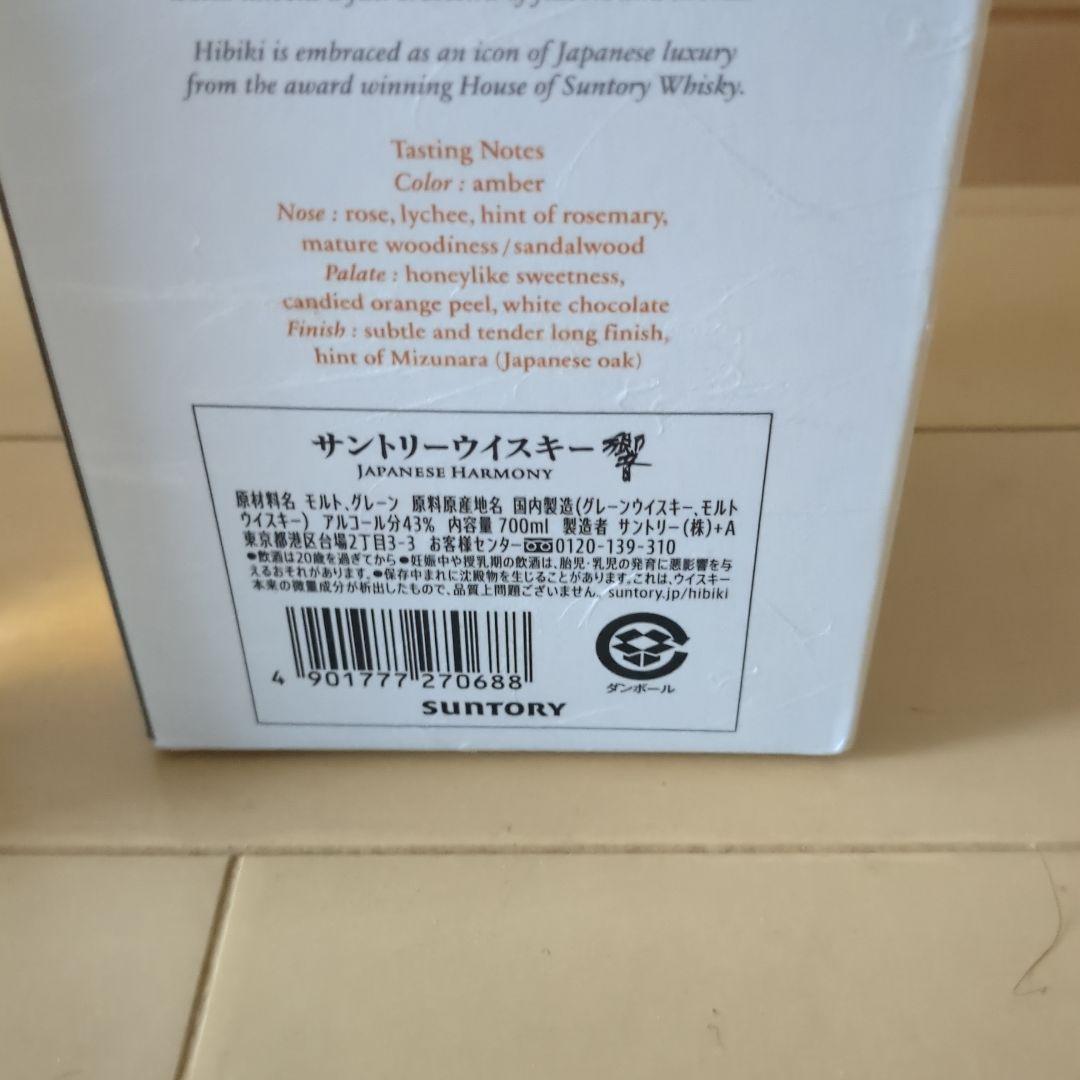 Hibiki is embraced as an icon of Japanese luxury
from the award winning House of Suntory Whisky.
Tasting Notes
Color : amber
Nose : rose, lychee, hint of rosemary,
mature woodiness / sandalwood
Palate : honeylike sweetness,
candied orange peel, white chocolate
Finish : subtle and tender long finish,
hint of Mizunara (Japanese oak)
サントリーウイスキー 響
JAPANESE HARMONY
原材料名 モルト、グレーン 原料原産地名 国内製造(グレーンウイスキー、モルト
ウイスキー) アルコール分43% 内容量 700ml 製造者 サントリー(株)+A
東京都港区台場2丁目3-3 お客様センター 0120-139-310
●飲酒は20歳を過ぎてから ●妊娠中や授乳期の飲酒は、胎児・乳児の発育に悪影響を与
えるおそれがあります。●保存中まれに沈殿物を生じることがあります。これは、ウイスキー
本来の微量成分が析出したもので、品質上問題ございません。 suntory.jp/hibiki
4 901777 270688
ダンボール
SUNTORY